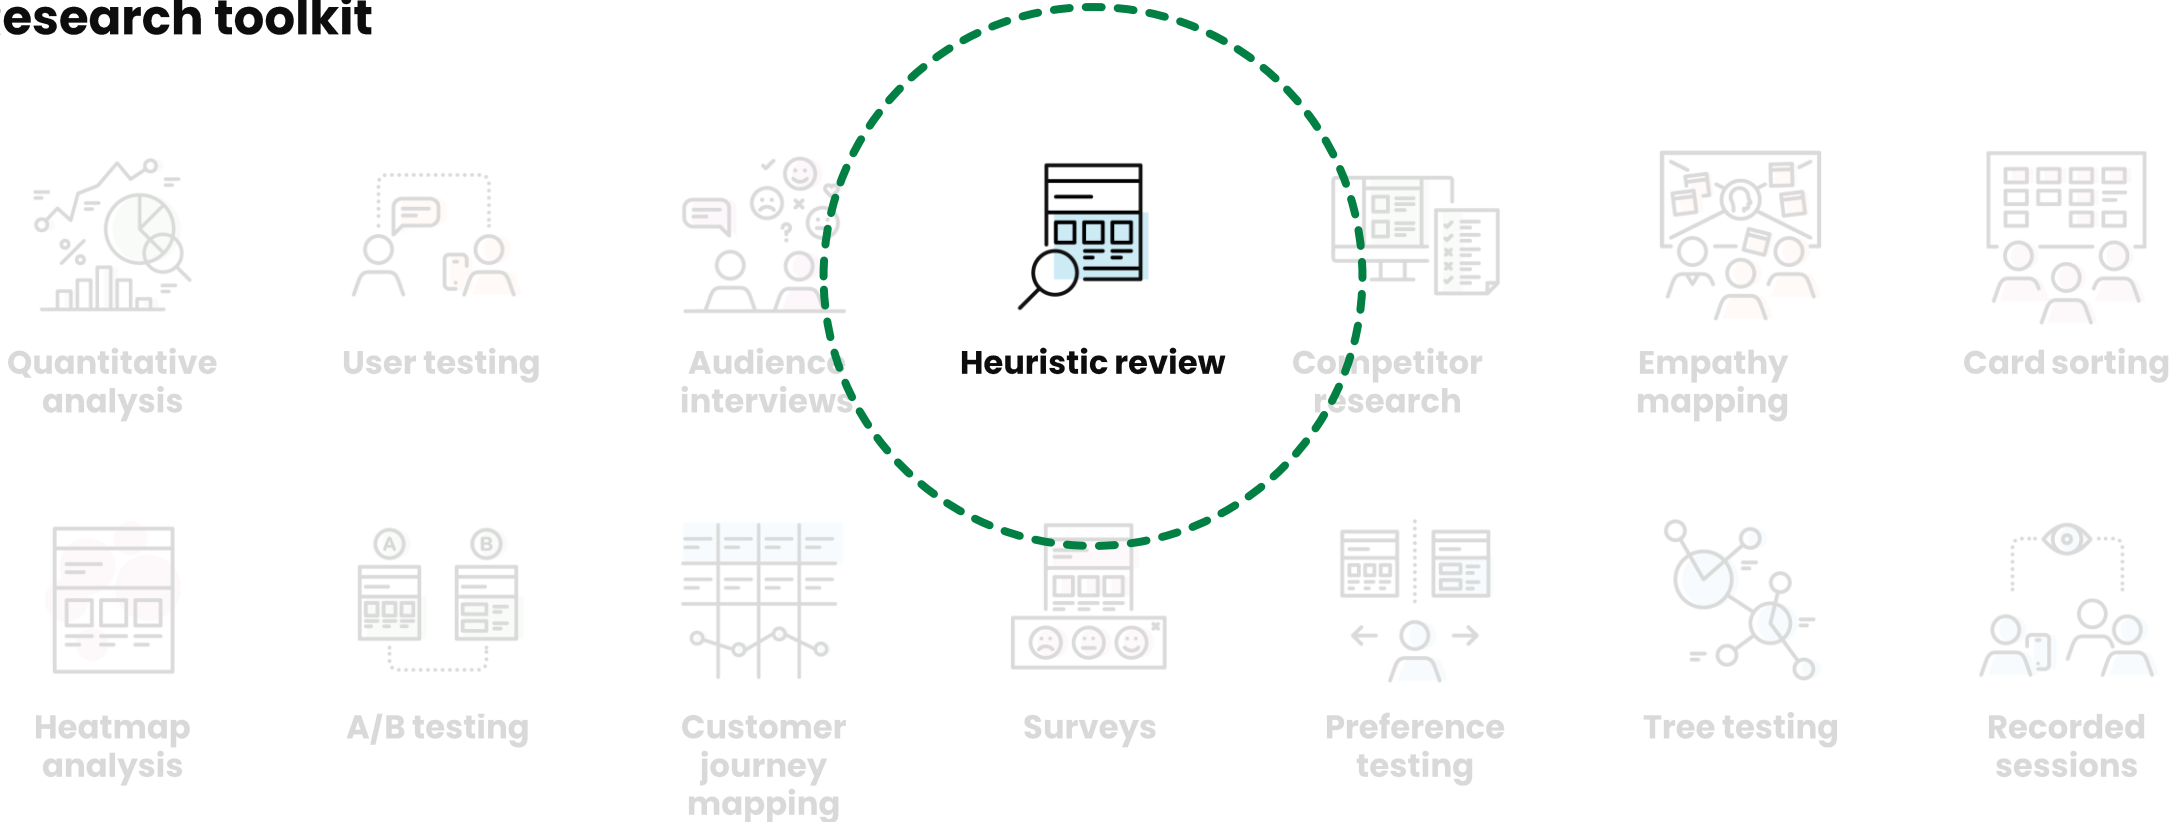 esearch toolkit
Quantitative
analysis
User testing
Audience
interviews
Heuristic review
Competitor
research
Empathy
mapping
Card sorting
Heatmap
analysis
A
B
A/B testing
Customer
journey
mapping
Surveys
Preference
testing
Tree testing
Recorded
sessions